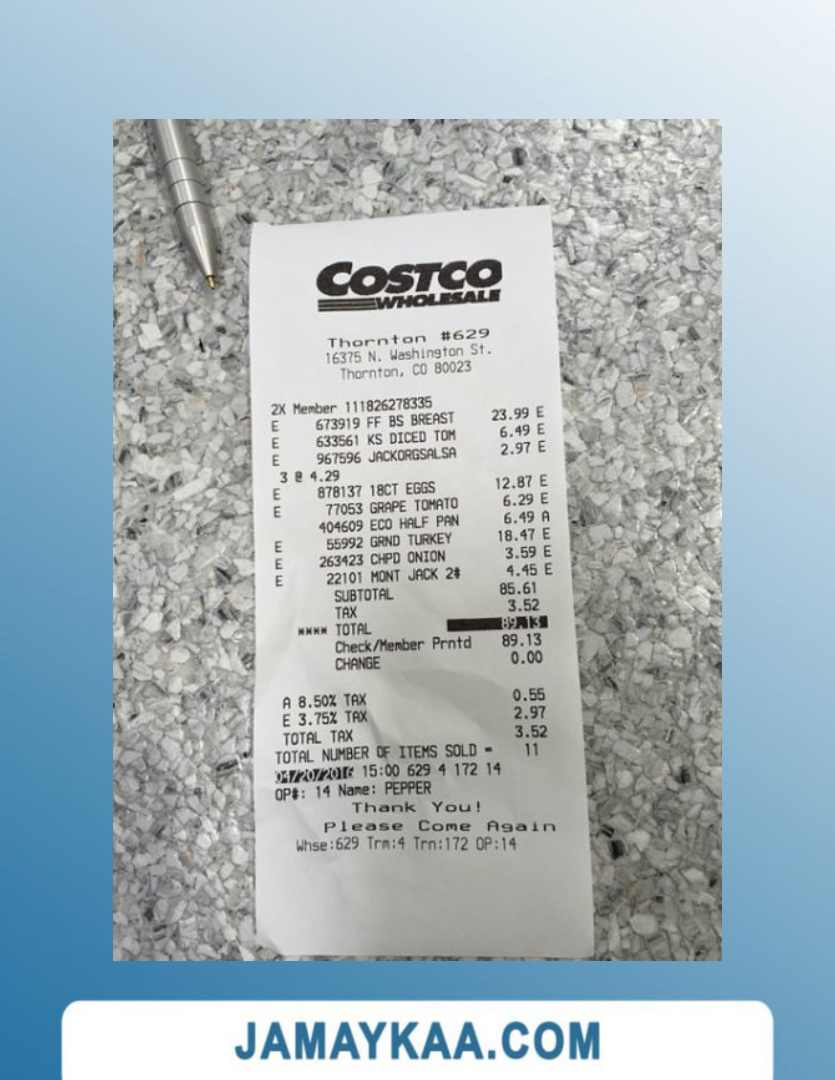 COSTCO
WHOLESALE
Thornton #629
16375 N. Washington St.
Thornton, CO 80023
2X Member 111826278335
E 673919 FF BS BREAST 23.99 E
E 633561 KS DICED TOM 6.49 E
E 967596 JACKORGSALSA 2.97 E
3 @ 4.29
E 878137 18CT EGGS 12.87 E
E 77053 GRAPE TOMATO 6.29 E
404609 ECO HALF PAN 6.49 A
E 55992 GRND TURKEY 18.47 E
E 263423 CHPD ONION 3.59 E
E 22101 MONT JACK 2# 4.45 E
SUBTOTAL 85.61
TAX 3.52
**** TOTAL 89.13
Check/Member Prntd 89.13
CHANGE 0.00
A 8.50% TAX 0.55
E 3.75% TAX 2.97
TOTAL TAX 3.52
TOTAL NUMBER OF ITEMS SOLD = 11
04/20/2016 15:00 629 4 172 14
OP#: 14 Name: PEPPER
Thank You!
Please Come Again
Whse:629 Trm:4 Trn:172 OP:14
JAMAYKAA.COM